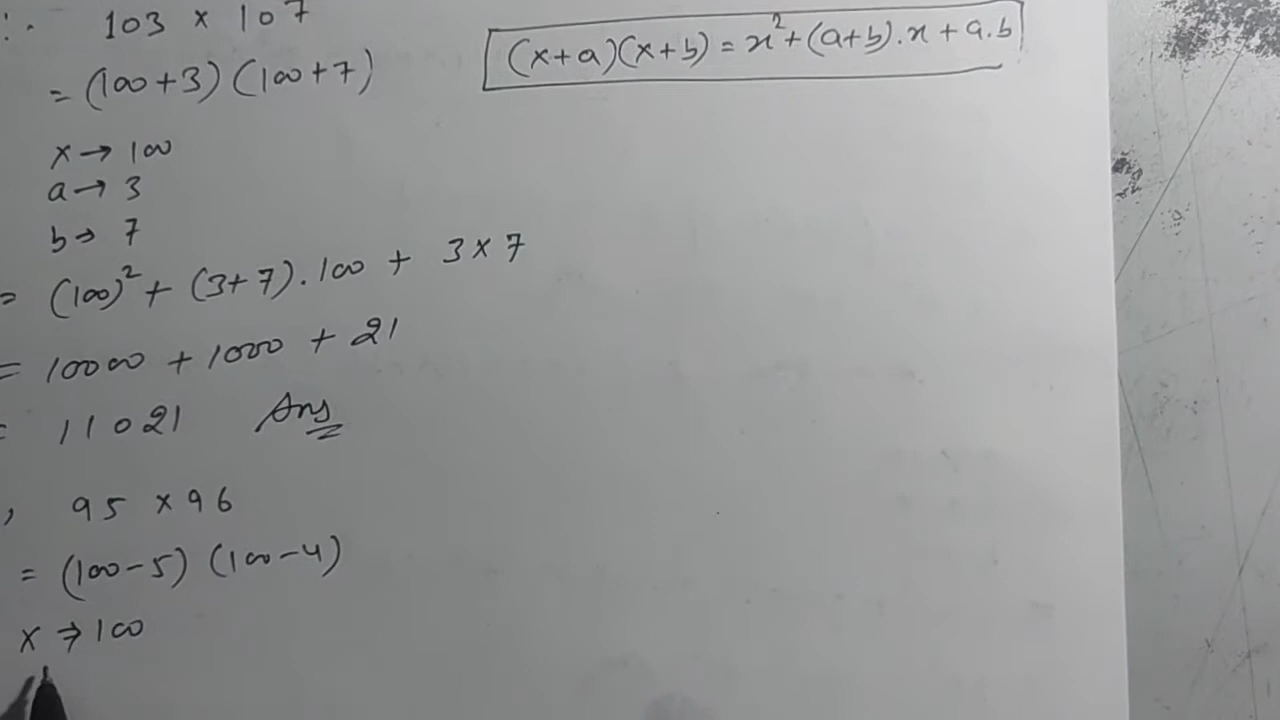 ∴ 103 × 107
= (100+3) (100+7)
(x+a)(x+b) = x²+(a+b).x + a.b
x → 100
a → 3
b → 7
= (100)² + (3+7).100 + 3×7
= 10000 + 1000 + 21
= 11021 Ans
, 95 × 96
= (100-5) (100-4)
x → 100